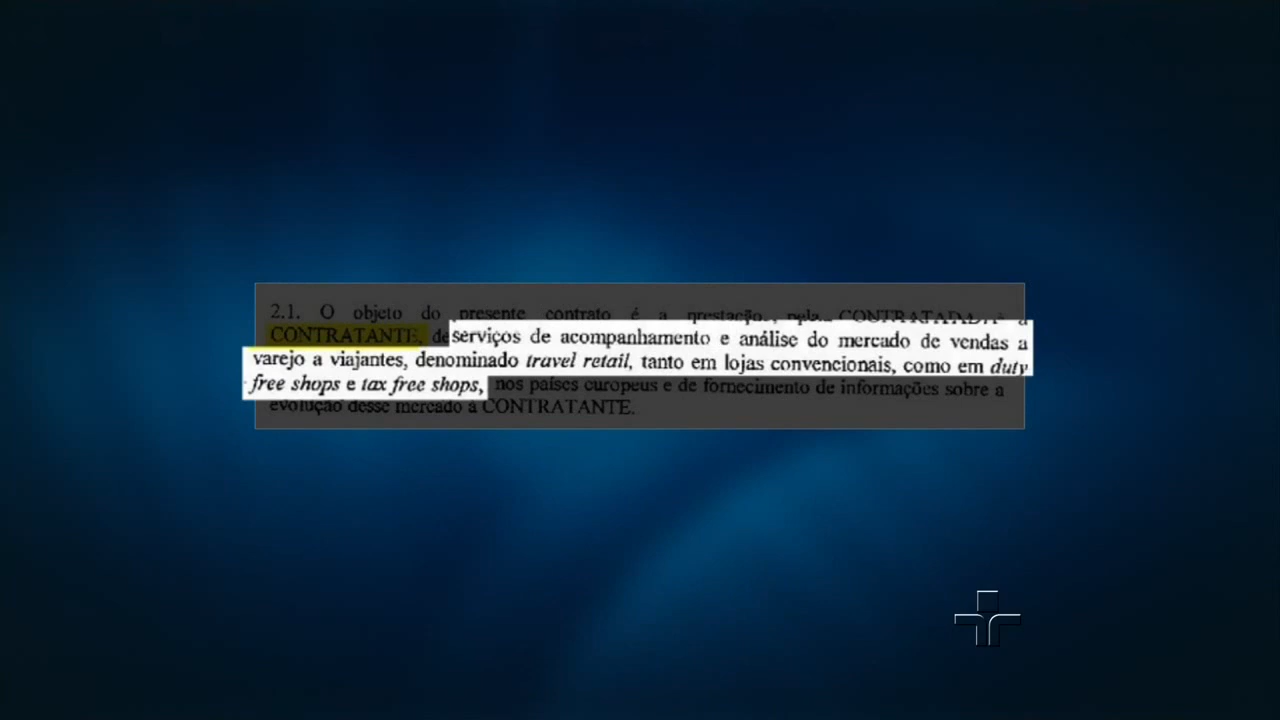 2.1. O objeto do presente contrato é a prestação, pela CONTRATADA à
CONTRATANTE, de serviços de acompanhamento e análise do mercado de vendas a
varejo a viajantes, denominado travel retail, tanto em lojas convencionais, como em duty
free shops e tax free shops, nos países europeus e de fornecimento de informações sobre a
evolução desse mercado à CONTRATANTE.